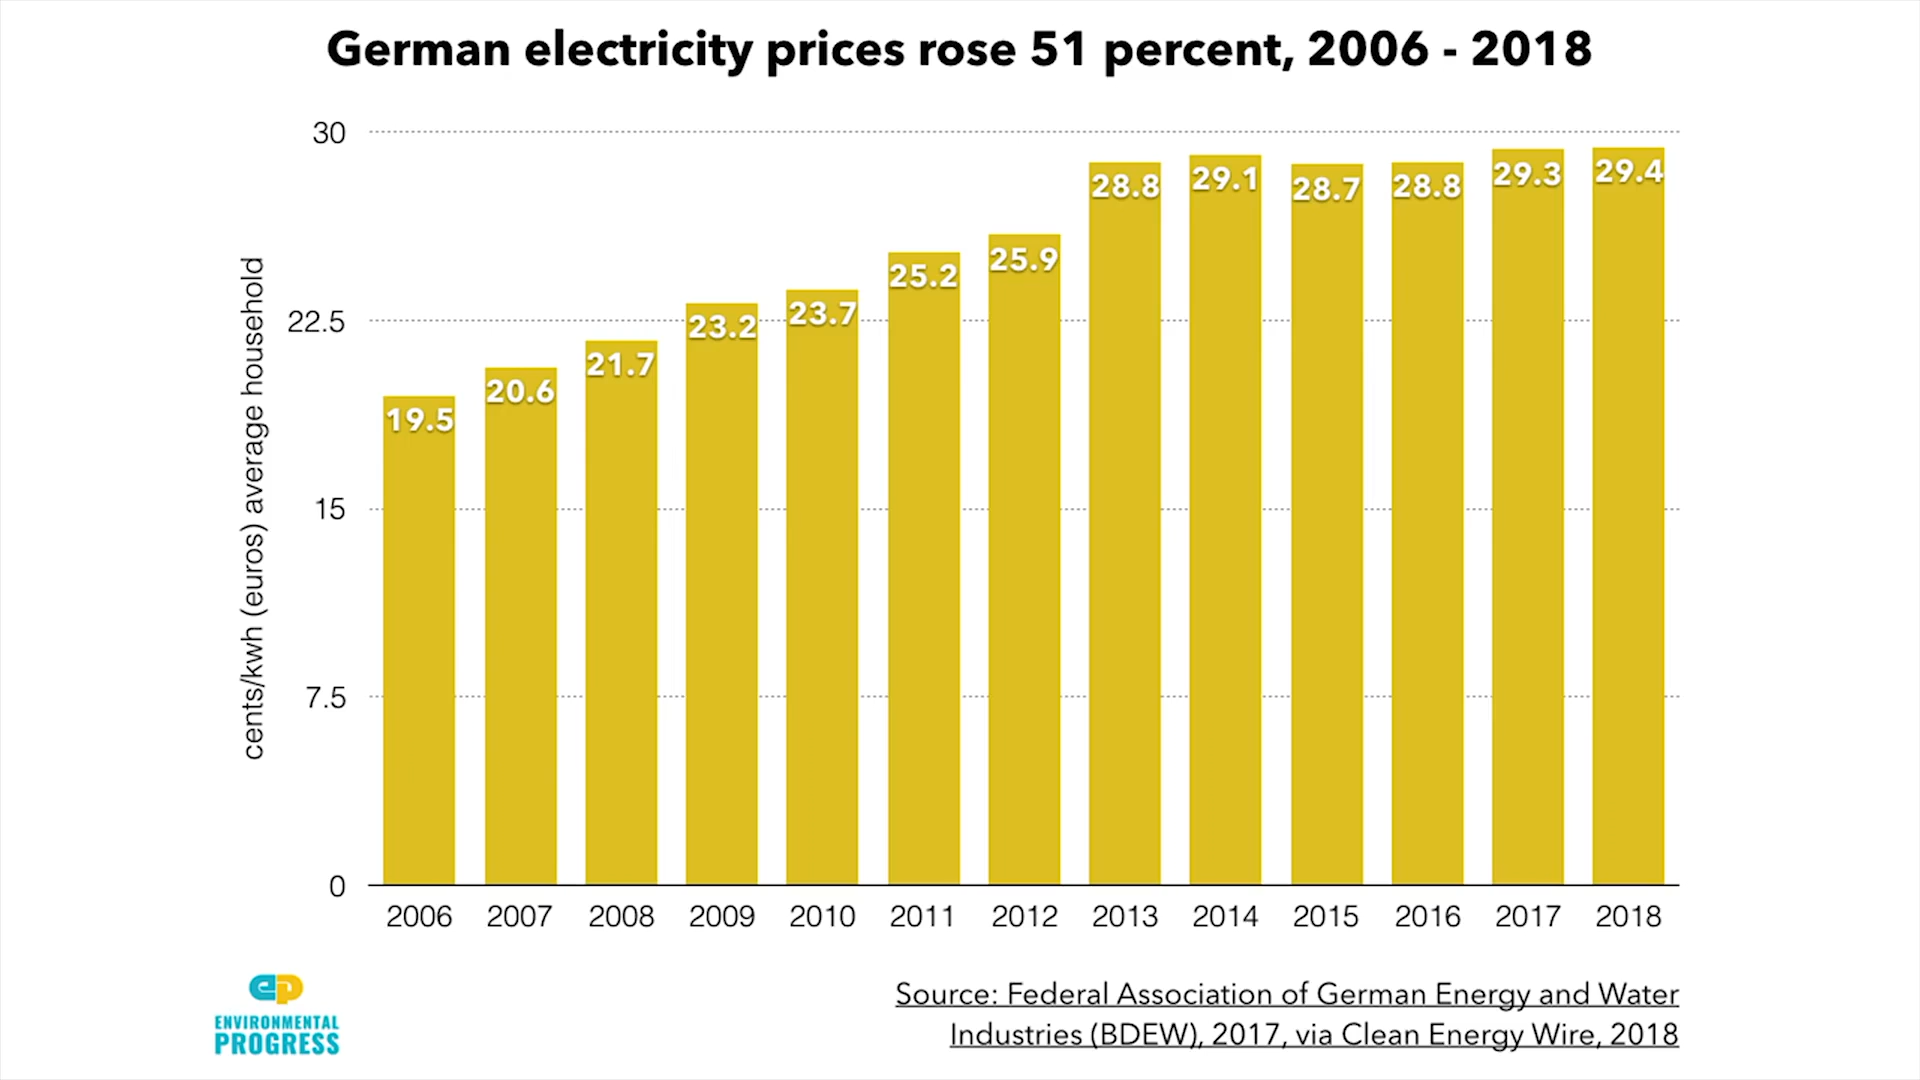 German electricity prices rose 51 percent, 2006 - 2018
30
22.5
15
7.5
0
cents/kwh (euros) average household
19.5
20.6
21.7
23.2
23.7
25.2
25.9
28.8
29.1
28.7
28.8
29.3
29.4
2006 2007 2008 2009 2010 2011 2012 2013 2014 2015 2016 2017 2018
ENVIRONMENTAL
PROGRESS
Source: Federal Association of German Energy and Water
Industries (BDEW), 2017, via Clean Energy Wire, 2018